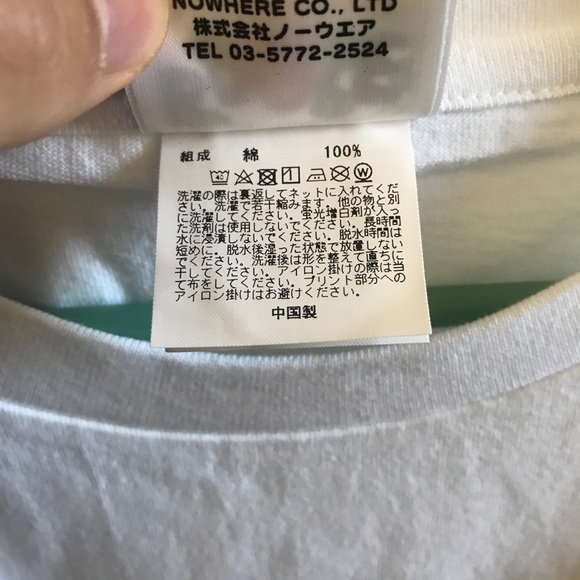 NOWHERE CO., LTD
株式会社ノーウエア
TEL 03-5772-2524
組成 綿 100%
40 W
洗濯の際は裏返してネットに入れてくだ
さい。洗濯で若干縮みます。他の物と別
に洗濯してください。蛍光増白剤が入っ
た洗剤は使用しないでください。長時間
水に浸漬しないでください。脱水時間は
短めに。脱水後湿った状態で放置しない
でください。洗濯後は形を整えて直ちに
干してください。アイロン掛けの際は当
て布をしてください。プリント部分への
アイロン掛けはお避けください。
中国製